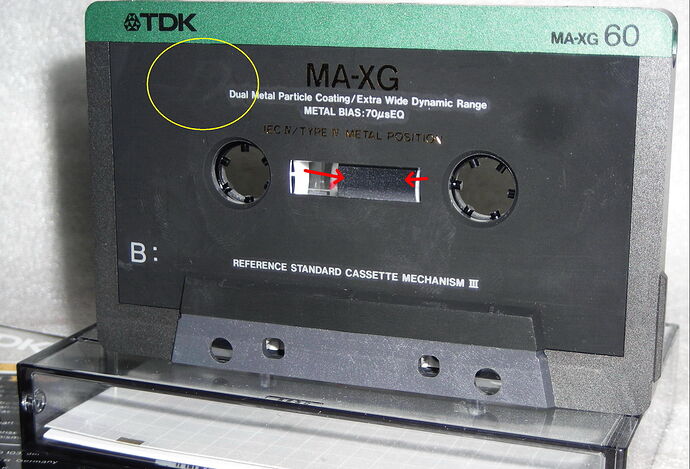 TDK
MA-XG 60
MA-XG
Dual Metal Particle Coating/Extra Wide Dynamic Range
METAL BIAS:70μsEQ
IEC IV/TYPE IV METAL POSITION
B:
REFERENCE STANDARD CASSETTE MECHANISM III